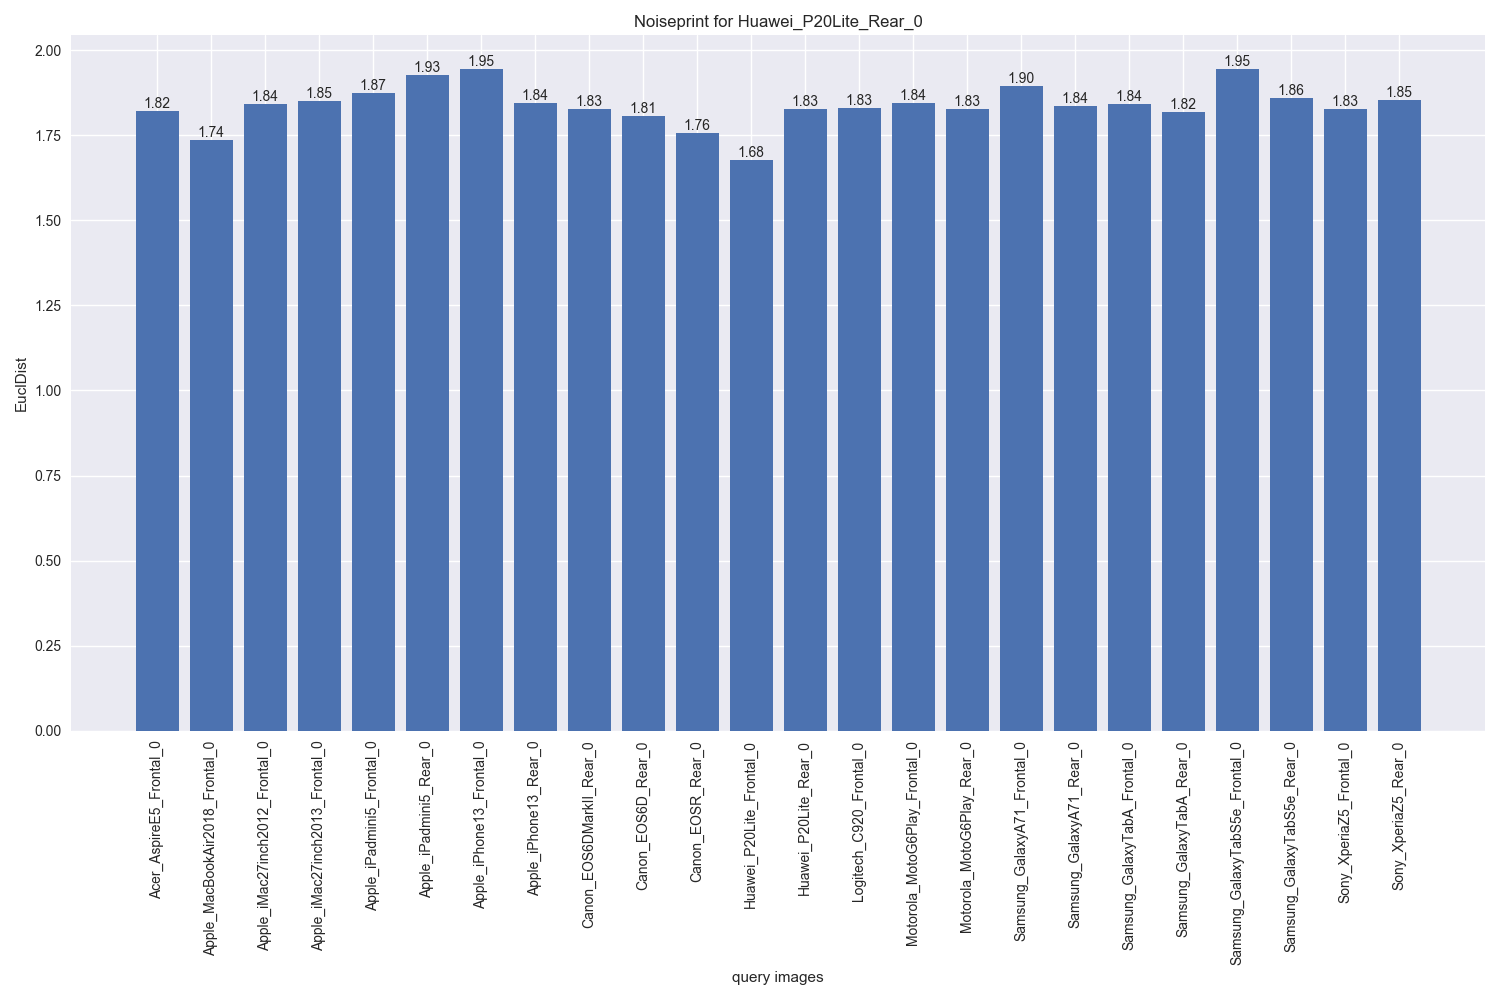 Noiseprint for Huawei_P20Lite_Rear_0
EuclDist
2.00
1.75
1.50
1.25
1.00
0.75
0.50
0.25
0.00
1.82
1.74
1.84
1.85
1.87
1.93
1.95
1.84
1.83
1.81
1.76
1.68
1.83
1.83
1.84
1.83
1.90
1.84
1.84
1.82
1.95
1.86
1.83
1.85
Acer_AspireE5_Frontal_0
Apple_MacBookAir2018_Frontal_0
Apple_iMac27inch2012_Frontal_0
Apple_iMac27inch2013_Frontal_0
Apple_iPadmini5_Frontal_0
Apple_iPadmini5_Rear_0
Apple_iPhone13_Frontal_0
Apple_iPhone13_Rear_0
Canon_EOS6DMarkII_Rear_0
Canon_EOS6D_Rear_0
Canon_EOSR_Rear_0
Huawei_P20Lite_Frontal_0
Huawei_P20Lite_Rear_0
Logitech_C920_Frontal_0
Motorola_MotoG6Play_Frontal_0
Motorola_MotoG6Play_Rear_0
Samsung_GalaxyA71_Frontal_0
Samsung_GalaxyA71_Rear_0
Samsung_GalaxyTabA_Frontal_0
Samsung_GalaxyTabA_Rear_0
Samsung_GalaxyTabS5e_Frontal_0
Samsung_GalaxyTabS5e_Rear_0
Sony_XperiaZ5_Frontal_0
Sony_XperiaZ5_Rear_0
query images